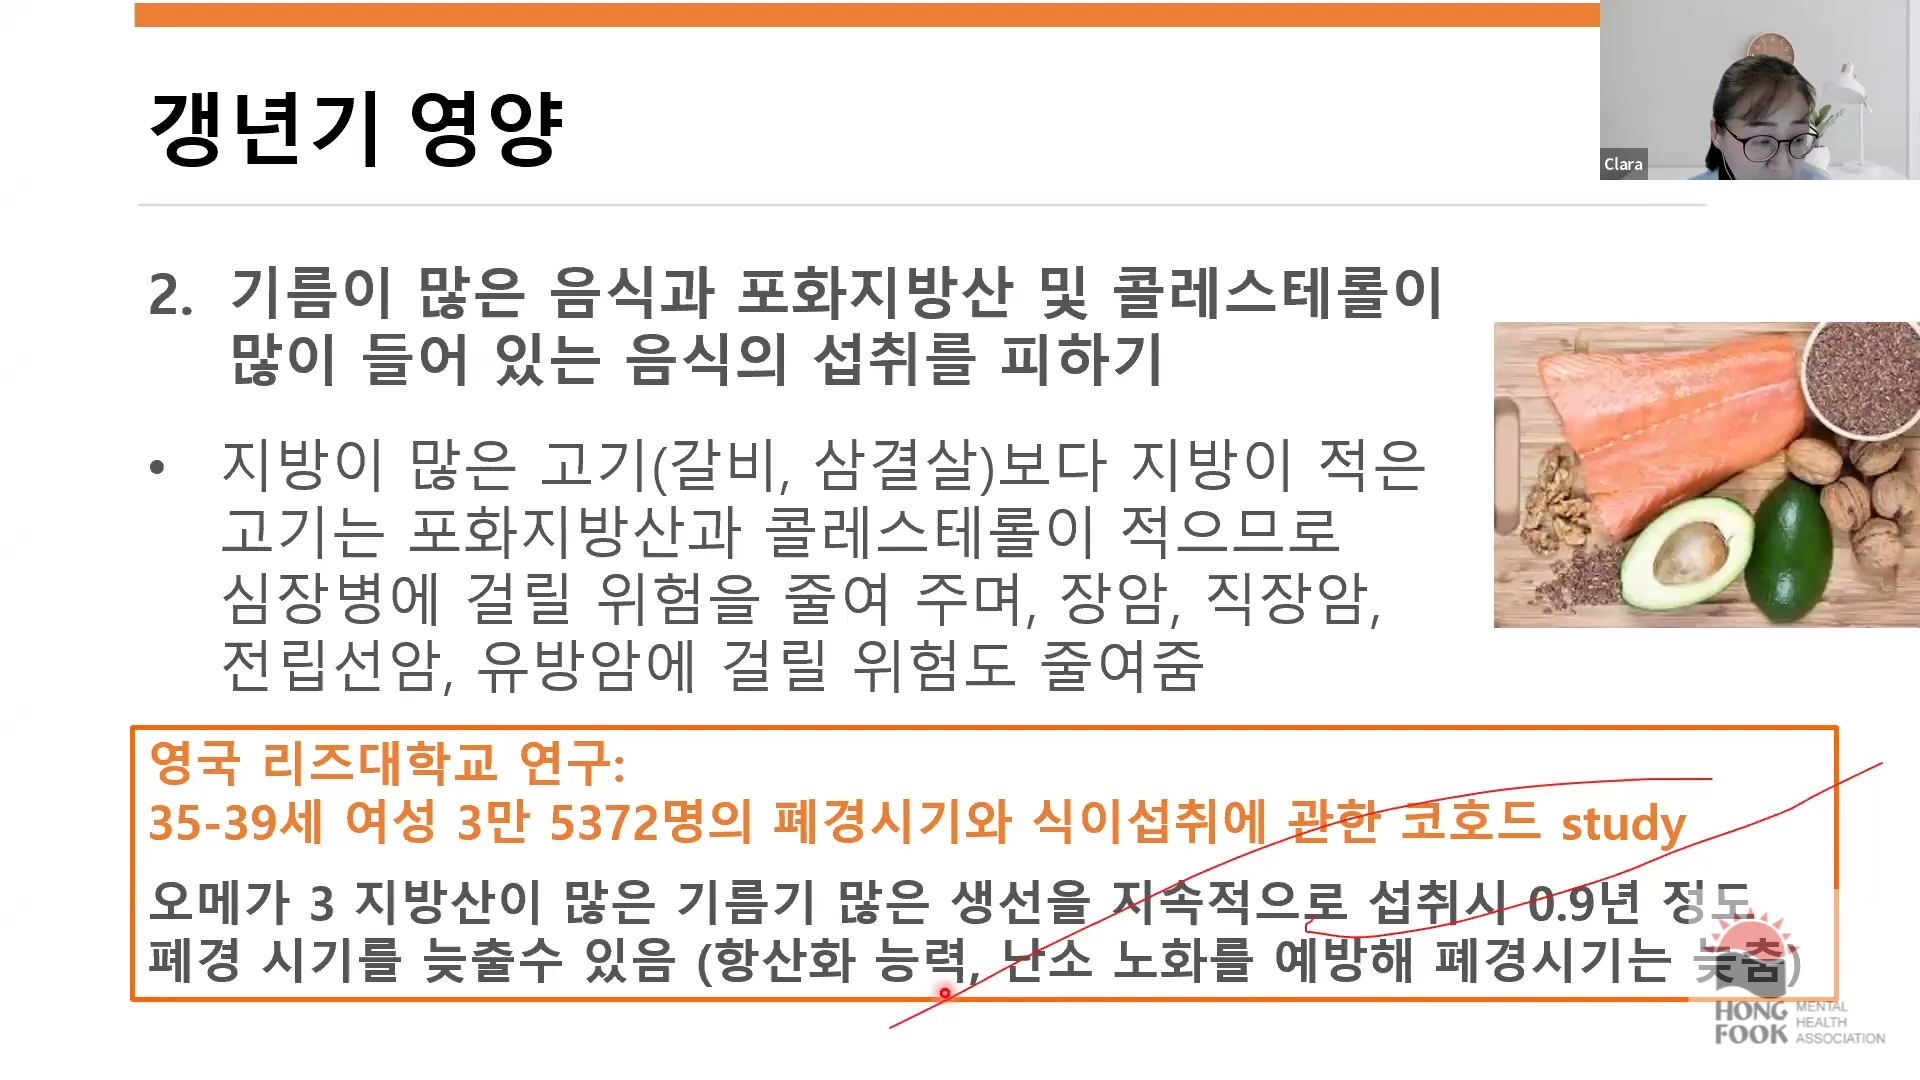 갱년기 영양
Clara
2. 기름이 많은 음식과 포화지방산 및 콜레스테롤이
많이 들어 있는 음식의 섭취를 피하기
• 지방이 많은 고기(갈비, 삼결살)보다 지방이 적은
고기는 포화지방산과 콜레스테롤이 적으므로
심장병에 걸릴 위험을 줄여 주며, 장암, 직장암,
전립선암, 유방암에 걸릴 위험도 줄여줌
영국 리즈대학교 연구:
35-39세 여성 3만 5372명의 폐경시기와 식이섭취에 관한 코호드 study
오메가 3 지방산이 많은 기름기 많은 생선을 지속적으로 섭취시 0.9년 정도
폐경 시기를 늦출수 있음 (항산화 능력, 난소 노화를 예방해 폐경시기는 늦춤)
HONG FOOK
MENTAL HEALTH ASSOCIATION